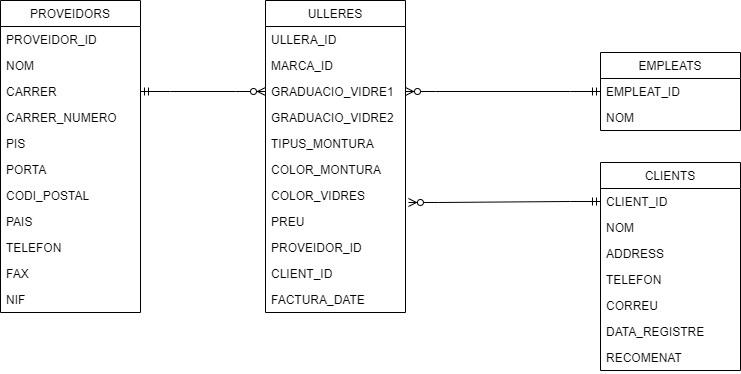 PROVEIDORS
PROVEIDOR_ID
NOM
CARRER
CARRER_NUMERO
PIS
PORTA
CODI_POSTAL
PAIS
TELEFON
FAX
NIF
ULLERES
ULLERA_ID
MARCA_ID
GRADUACIO_VIDRE1
GRADUACIO_VIDRE2
TIPUS_MONTURA
COLOR_MONTURA
COLOR_VIDRES
PREU
PROVEIDOR_ID
CLIENT_ID
FACTURA_DATE
EMPLEATS
EMPLEAT_ID
NOM
CLIENTS
CLIENT_ID
NOM
ADDRESS
TELEFON
CORREU
DATA_REGISTRE
RECOMENAT